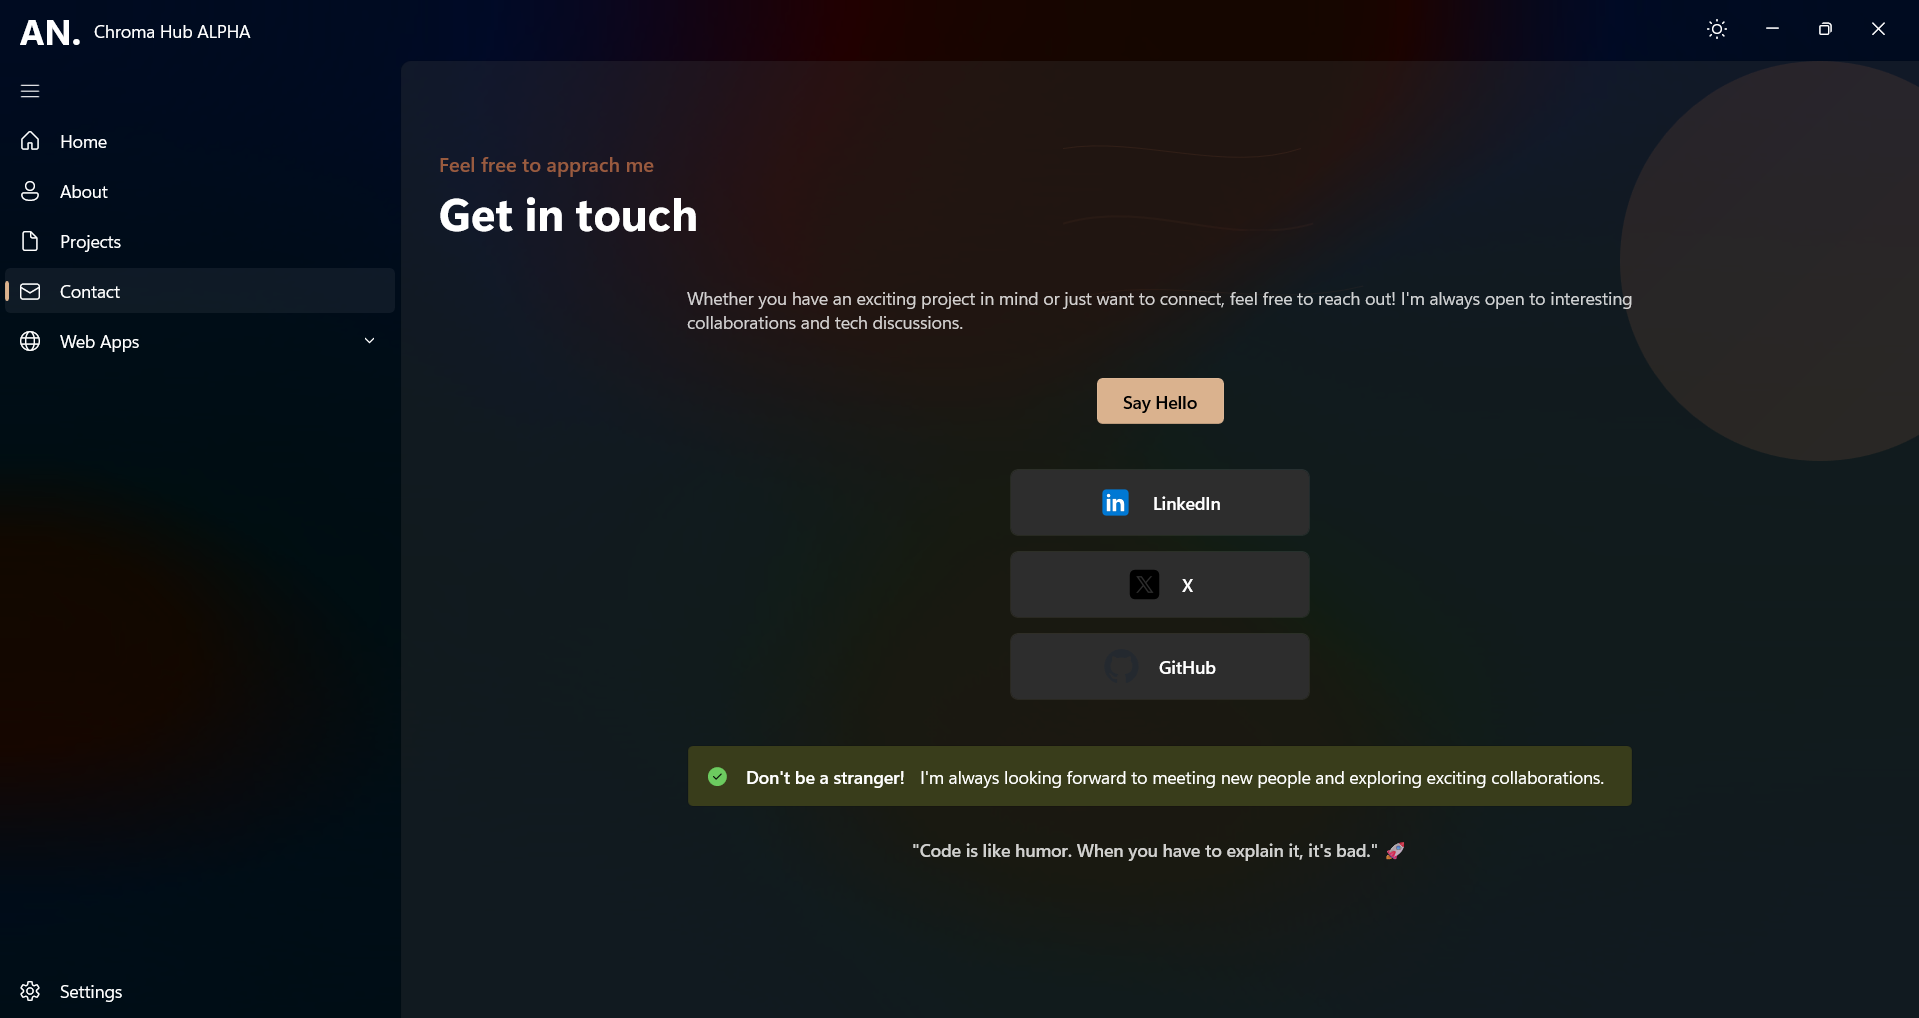 AN. Chroma Hub ALPHA
Home
About
Projects
Contact
Web Apps
Settings
Feel free to apprach me
Get in touch
Whether you have an exciting project in mind or just want to connect, feel free to reach out! I'm always open to interesting
collaborations and tech discussions.
Say Hello
in LinkedIn
X X
GitHub
Don't be a stranger! I'm always looking forward to meeting new people and exploring exciting collaborations.
"Code is like humor. When you have to explain it, it's bad." 🚀